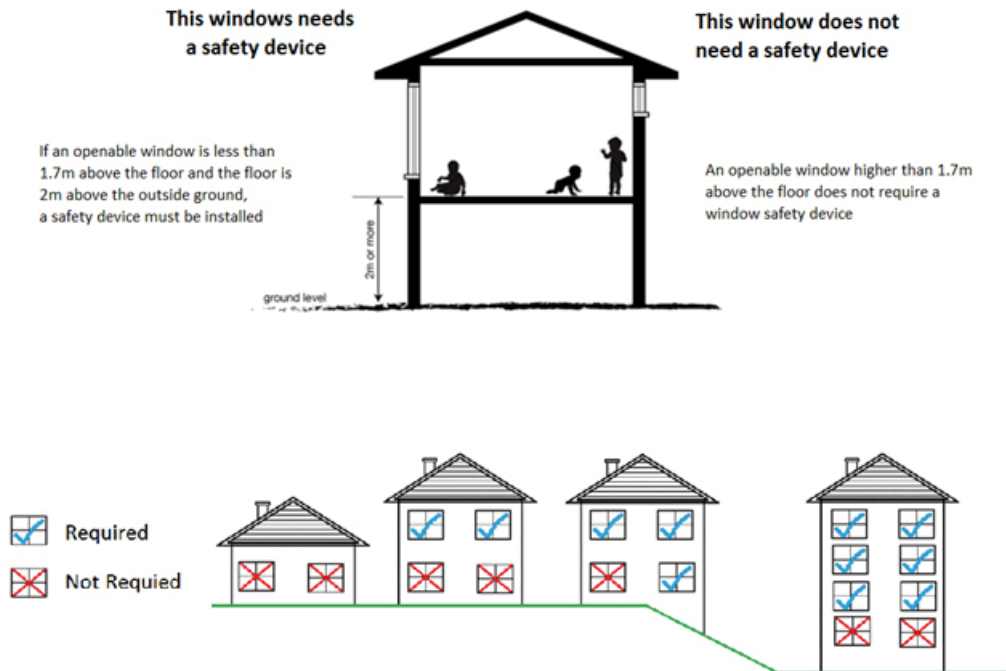 This windows needs
a safety device
This window does not
need a safety device
If an openable window is less than
1.7m above the floor and the floor is
2m above the outside ground,
a safety device must be installed
An openable window higher than 1.7m
above the floor does not require a
window safety device
2m or more
ground level
Required
Not Requied